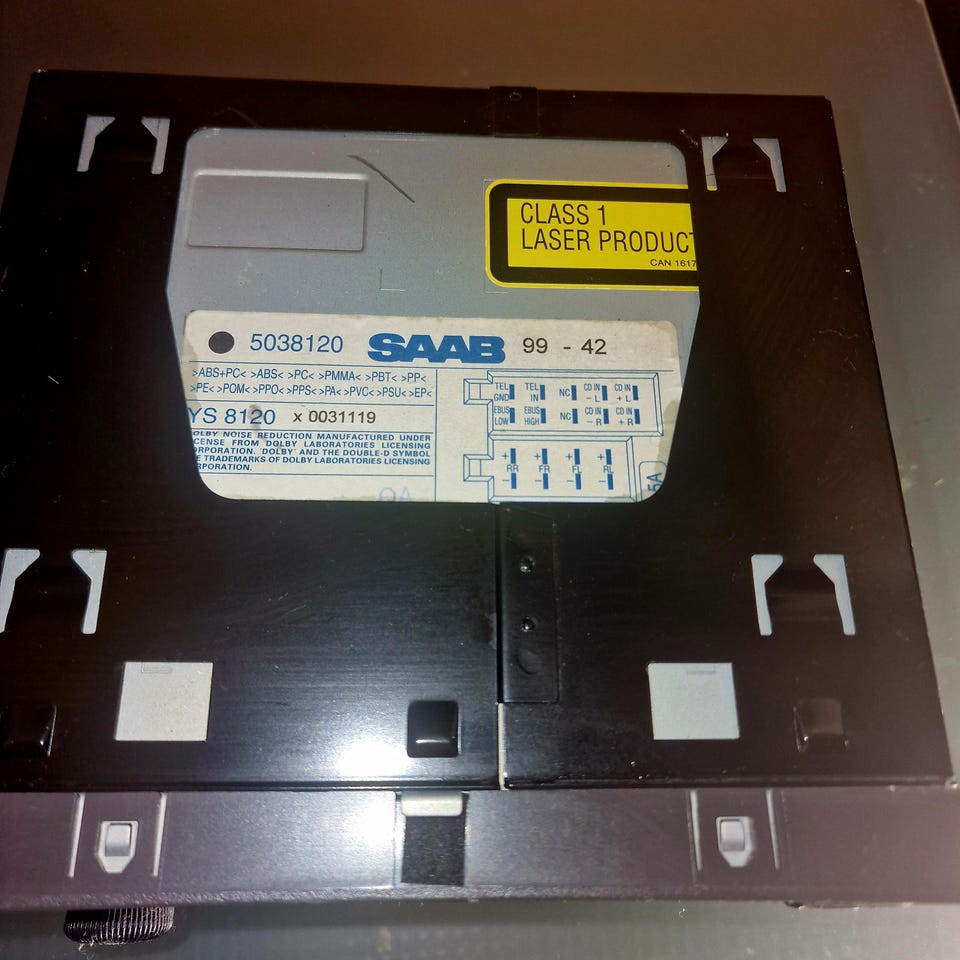 CLASS 1
LASER PRODUCT
CAN 1617
5038120 SAAB 99 - 42
>ABS+PC< >ABS< >PC< >PMMA< >PBT< >PP<
>PE< >POM< >PPO< >PPS< >PA< >PVC< >PSU< >EP<
YS 8120 x 0031119
DOLBY NOISE REDUCTION MANUFACTURED UNDER
CENSE FROM DOLBY LABORATORIES LICENSING
RPORATION. 'DOLBY' AND THE DOUBLE-D SYMBOL
E TRADEMARKS OF DOLBY LABORATORIES LICENSING
RPORATION.
TEL GND TEL IN NC CD IN - L CD IN + L
EBUS LOW EBUS HIGH NC CD IN - R CD IN + R
+ + + +
RR FR FL RL
- - - -
5A